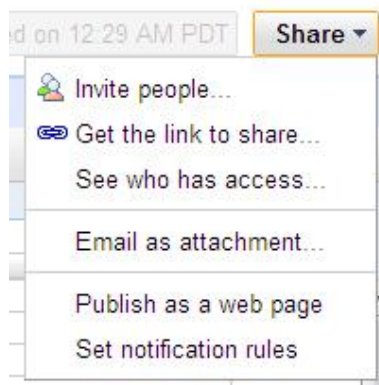 d on 12:29 AM PDT Share
Invite people...
Get the link to share...
See who has access...
Email as attachment...
Publish as a web page
Set notification rules